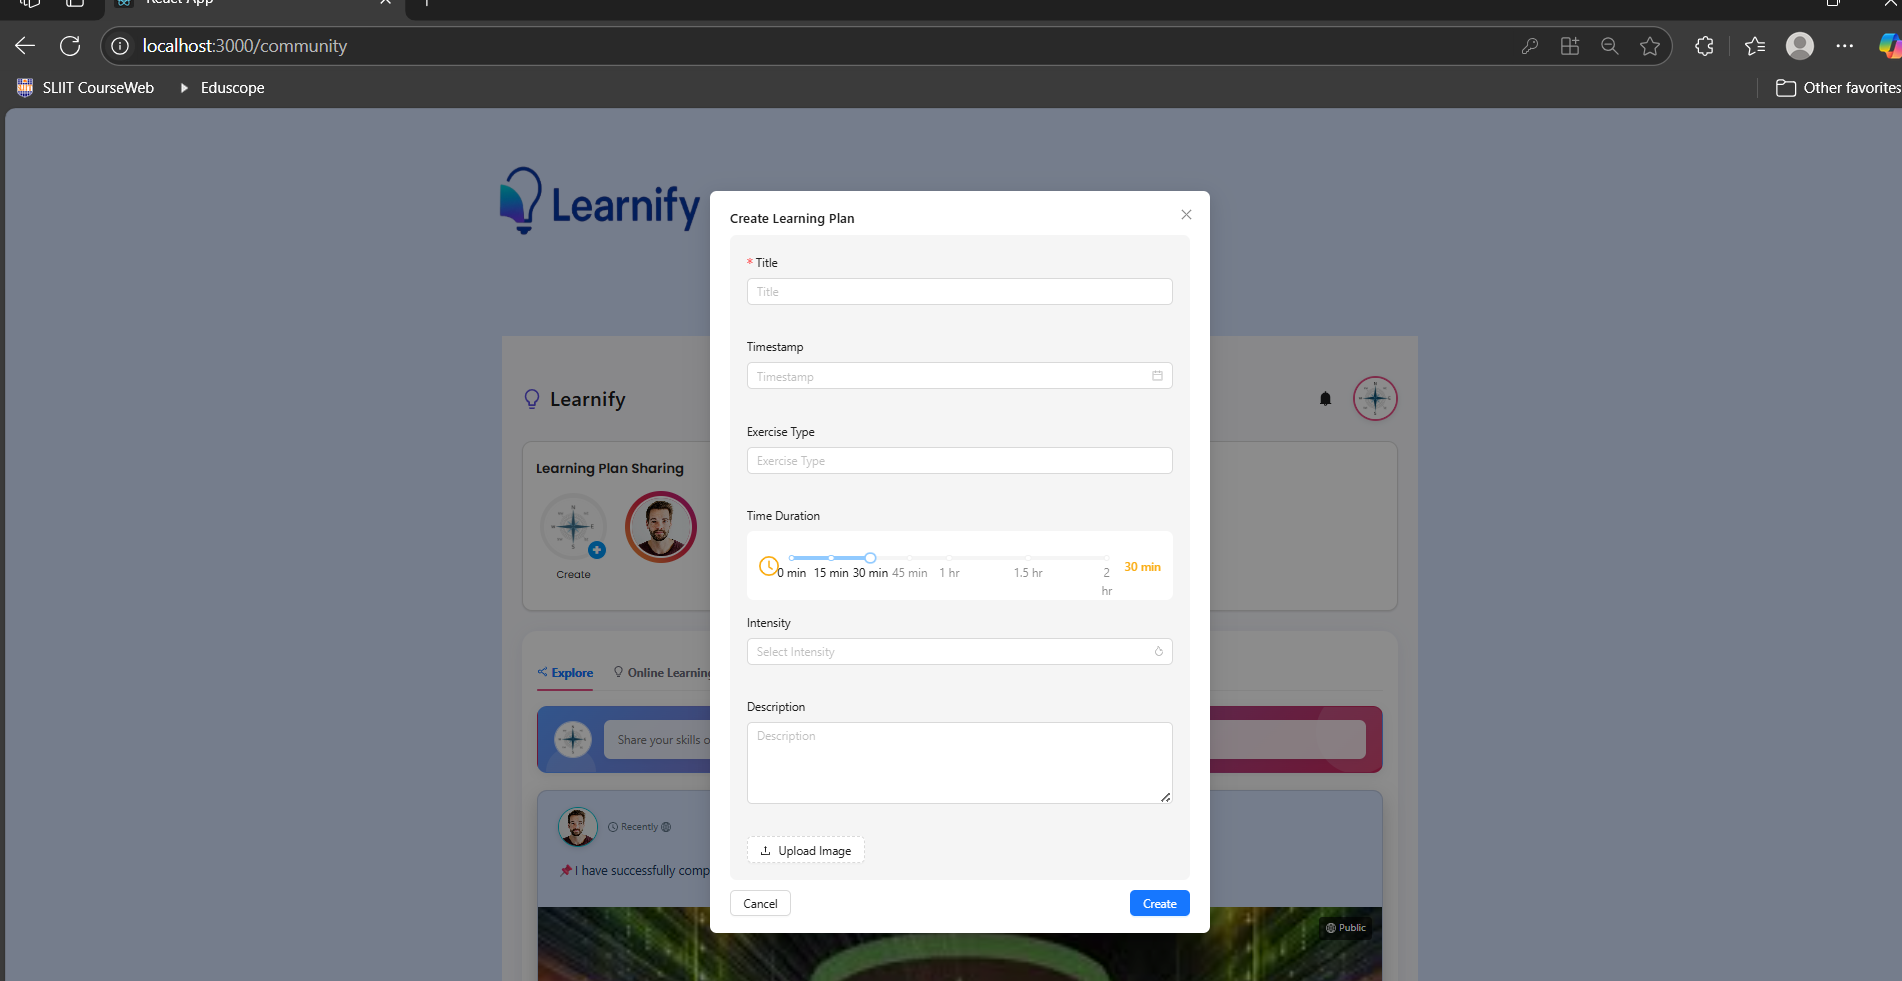 React App
localhost:3000/community
SLIIT CourseWeb
Eduscope
Other favorites
Learnify
Create Learning Plan
* Title
Title
Timestamp
Timestamp
Learnify
Exercise Type
Exercise Type
Learning Plan Sharing
Create
Time Duration
0 min 15 min 30 min 45 min 1 hr 1.5 hr 2 hr
30 min
Intensity
Select Intensity
Explore
Online Learning
Description
Description
Share your skills o
Recently
📌I have successfully comp
Upload Image
Cancel
Create
Public